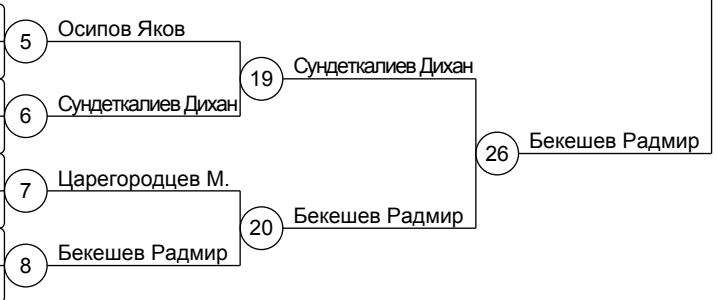 5 Осипов Яков
19 Сундеткалиев Дихан
6 Сундеткалиев Дихан
26 Бекешев Радмир
7 Царегородцев М.
20 Бекешев Радмир
8 Бекешев Радмир